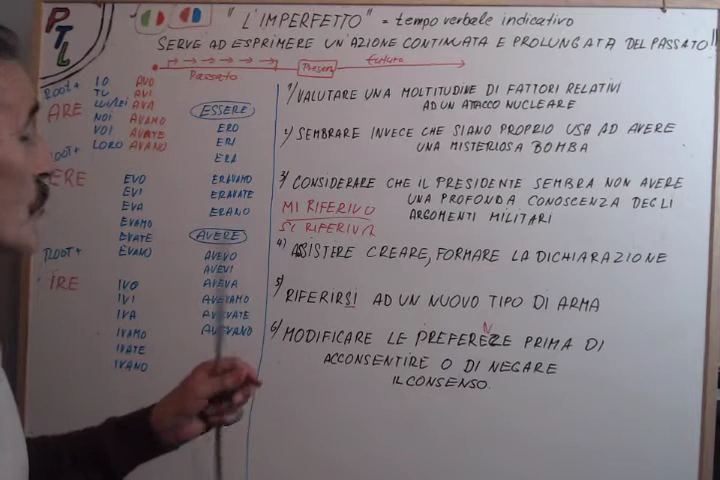 PTL
"L'IMPERFETTO" = tempo verbale indicativo
SERVE AD ESPRIMERE UN'AZIONE CONTINUATA E PROLUNGATA DEL PASSATO"
Passato
Present
futuro
ROOT+
ARE
IO AVO
TU AVI
LUI/LEI AVA
NOI AVAMO
VOI AVATE
LORO AVANO
OOT+
ERE
EVO
EVI
EVA
EVAMO
EVATE
EVANO
ROOT+
IRE
IVO
IVI
IVA
IVAMO
IVATE
IVANO
ESSERE
ERO
ERI
ERA
ERAVAMO
ERAVATE
ERANO
AVERE
AVEVO
AVEVI
AVEVA
AVEVAMO
AVEVATE
AVEVANO
1/ VALUTARE UNA MOLTITUDINE DI FATTORI RELATIVI
AD UN ATTACCO NUCLEARE
2/ SEMBRARE INVECE CHE SIANO PROPRIO USA AD AVERE
UNA MISTERIOSA BOMBA
3/ CONSIDERARE CHE IL PRESIDENTE SEMBRA NON AVERE
UNA PROFONDA CONOSCENZA DEGLI
ARGOMENTI MILITARI
MI RIFERIVO
SI RIFERIVA
4) ASSISTERE CREARE, FORMARE LA DICHIARAZIONE
5) RIFERIRSI AD UN NUOVO TIPO DI ARMA
N
6/ MODIFICARE LE PREFEREZE PRIMA DI
ACCONSENTIRE O DI NEGARE
IL CONSENSO.